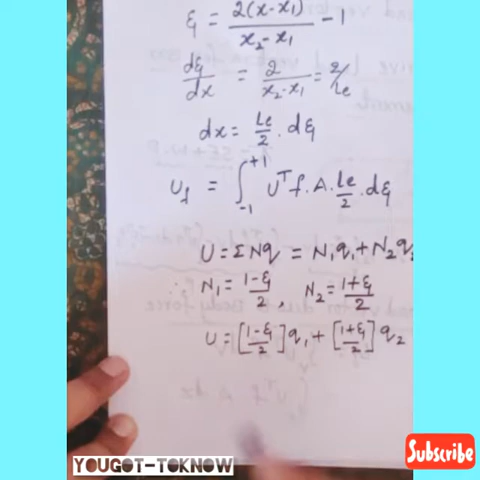 ξ = 2(x-x₁)/(x₂-x₁) - 1
dξ/dx = 2/(x₂-x₁) = 2/le
dx = le/2 . dξ
U_f = ∫₋₁⁺¹ Uᵀ f. A. le/2 . dξ
U = ΣNq = N₁q₁ + N₂q₂
∴ N₁ = (1-ξ)/2 , N₂ = (1+ξ)/2
U = [(1-ξ)/2] q₁ + [(1+ξ)/2] q₂
YOUGOT-TOKNOW
Subscribe